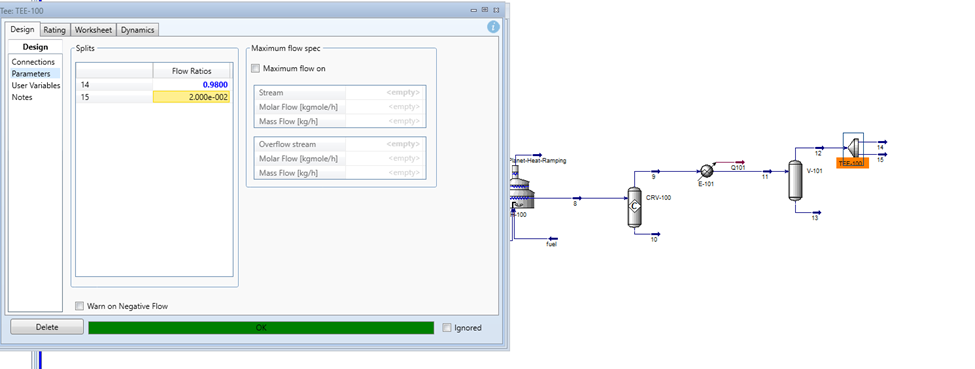 Tee: TEE-100
Design Rating Worksheet Dynamics
Design
Connections
Parameters
User Variables
Notes
Splits
Flow Ratios
14 0.9800
15 2.000e-002
Maximum flow spec
Maximum flow on
Stream <empty>
Molar Flow [kgmole/h] <empty>
Mass Flow [kg/h] <empty>
Overflow stream <empty>
Molar Flow [kgmole/h] <empty>
Mass Flow [kg/h] <empty>
Warn on Negative Flow
Delete
OK
Ignored
Planet-Heat-Ramping
-100
fuel
8
9
CRV-100
C
10
E-101
Q101
11
V-101
12
13
TEE-100
14
15